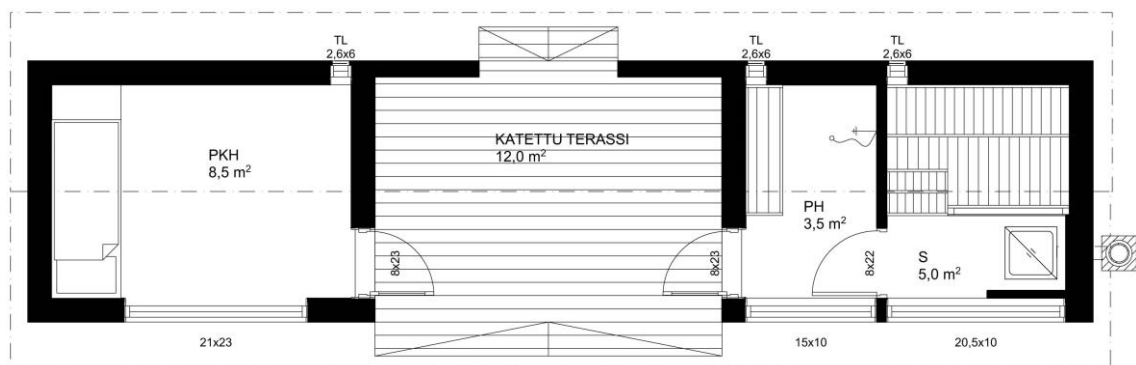 TL
2,6x6
TL
2,6x6
TL
2,6x6
PKH
8,5 m²
KATETTU TERASSI
12,0 m²
PH
3,5 m²
S
5,0 m²
8x23
8x23
8x22
21x23
15x10
20,5x10